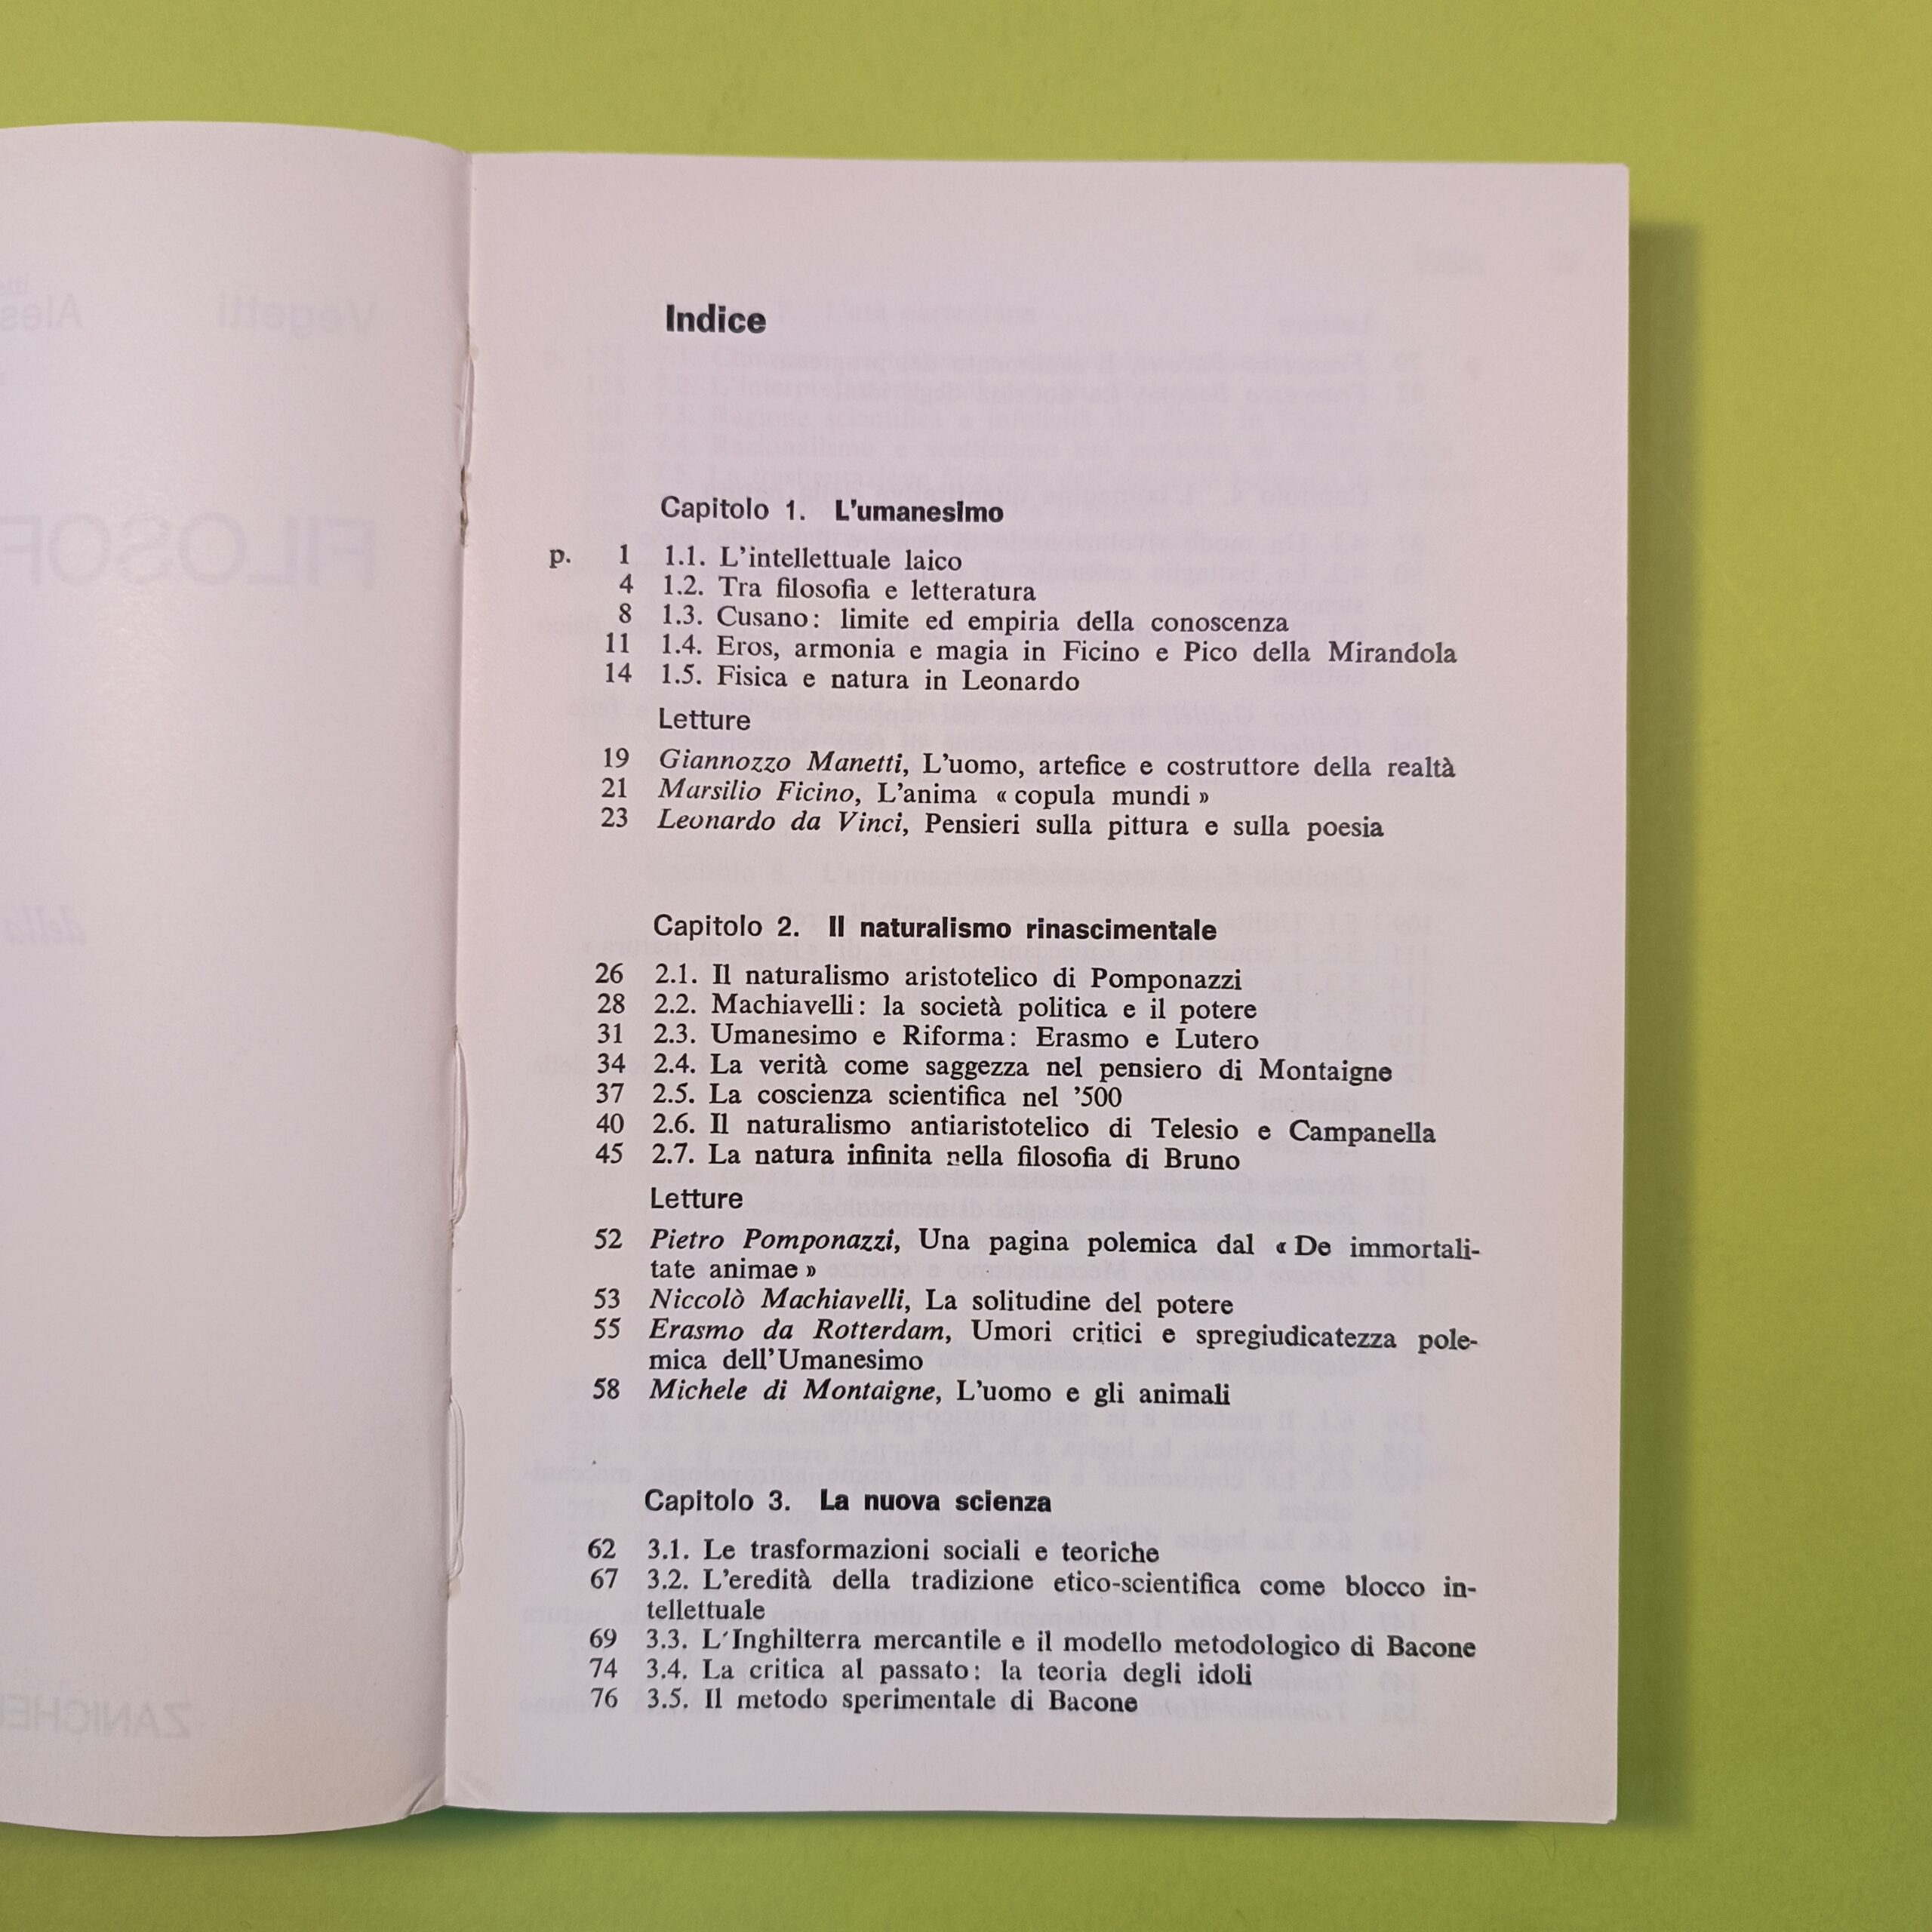 Indice
Capitolo 1. L'umanesimo
p. 1 1.1. L'intellettuale laico
4 1.2. Tra filosofia e letteratura
8 1.3. Cusano: limite ed empiria della conoscenza
11 1.4. Eros, armonia e magia in Ficino e Pico della Mirandola
14 1.5. Fisica e natura in Leonardo
Letture
19 Giannozzo Manetti, L'uomo, artefice e costruttore della realtà
21 Marsilio Ficino, L'anima « copula mundi »
23 Leonardo da Vinci, Pensieri sulla pittura e sulla poesia
Capitolo 2. Il naturalismo rinascimentale
26 2.1. Il naturalismo aristotelico di Pomponazzi
28 2.2. Machiavelli: la società politica e il potere
31 2.3. Umanesimo e Riforma: Erasmo e Lutero
34 2.4. La verità come saggezza nel pensiero di Montaigne
37 2.5. La coscienza scientifica nel '500
40 2.6. Il naturalismo antiaristotelico di Telesio e Campanella
45 2.7. La natura infinita nella filosofia di Bruno
Letture
52 Pietro Pomponazzi, Una pagina polemica dal « De immortali-
tate animae »
53 Niccolò Machiavelli, La solitudine del potere
55 Erasmo da Rotterdam, Umori critici e spregiudicatezza pole-
mica dell'Umanesimo
58 Michele di Montaigne, L'uomo e gli animali
Capitolo 3. La nuova scienza
62 3.1. Le trasformazioni sociali e teoriche
67 3.2. L'eredità della tradizione etico-scientifica come blocco in-
tellettuale
69 3.3. L'Inghilterra mercantile e il modello metodologico di Bacone
74 3.4. La critica al passato: la teoria degli idoli
76 3.5. Il metodo sperimentale di Bacone